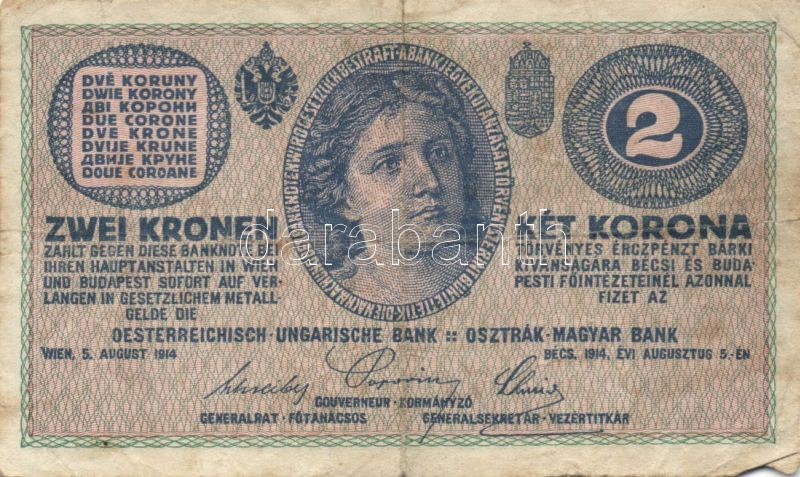 DVĚ KORUNY
DWIE KORONY
ДВІ КОРОНИ
DUE CORONE
DVE KRONE
DVIJE KRUNE
ДВИЈЕ КРУНЕ
DOUE COROANE
2
ZWEI KRONEN
ZAHLT GEGEN DIESE BANKNOTE BEI
IHREN HAUPTANSTALTEN IN WIEN
UND BUDAPEST SOFORT AUF VER-
LANGEN IN GESETZLICHEM METALL-
GELDE DIE
KÉT KORONA
TÖRVÉNYES ÉRCZPÉNZT BÁRKI
KÍVÁNSÁGÁRA BÉCSI ÉS BUDA-
PESTI FŐINTÉZETEINÉL AZONNAL
FIZET AZ
darabanth
OESTERREICHISCH-UNGARISCHE BANK :: OSZTRÁK-MAGYAR BANK
WIEN, 5. AUGUST 1914
BÉCS, 1914. ÉVI AUGUSZTUS 5.-ÉN
GOUVERNEUR-KORMÁNYZÓ
GENERALRAT-FŐTANÁCSOS
GENERALSEKRETÄR-VEZÉRTITKÁR